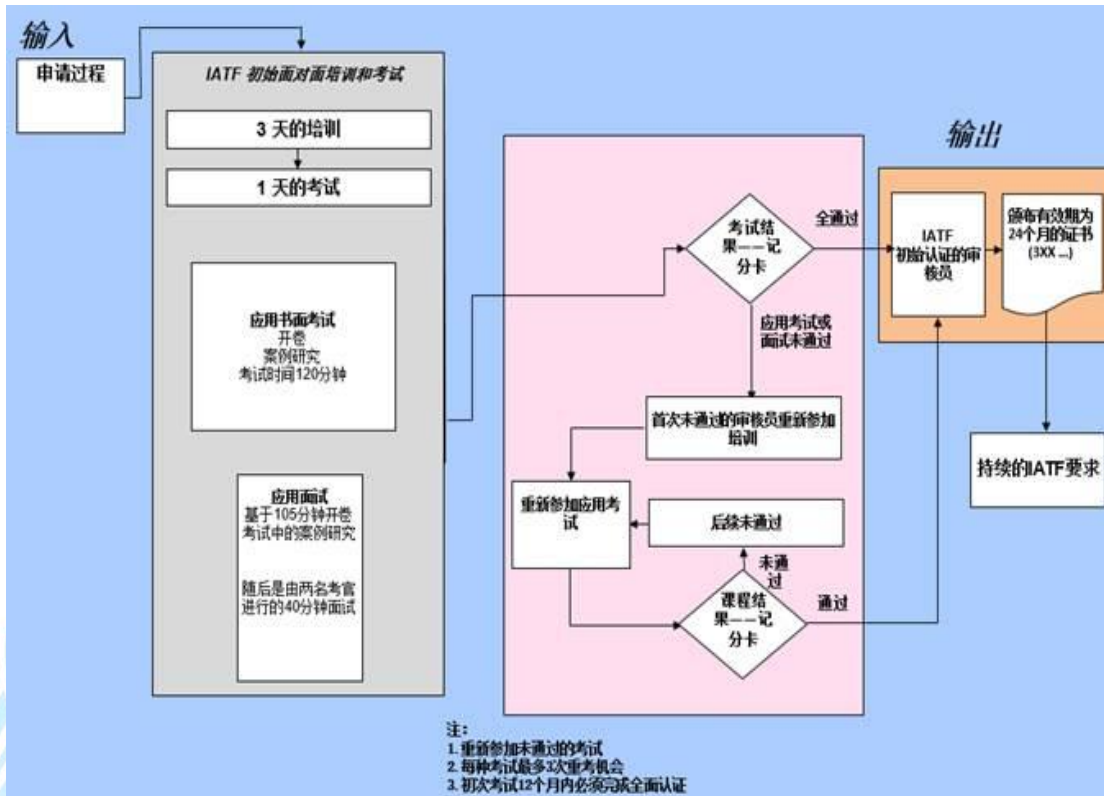 输入
申请过程
IATF 初始面对面培训和考试
3 天的培训
1 天的考试
应用书面考试
开卷
案例研究
考试时间120分钟
应用面试
基于105分钟开卷
考试中的案例研究
随后是由两名考官
进行的40分钟面试
考试结
果——记
分卡
全通过
应用考试或
面试未通过
首次未通过的审核员重新参加
培训
重新参加应用考
试
后续未通过
未通
过
课程结
果——记
分卡
通过
输出
IATF
初始认证的审
核员
颁布有效期为
24个月的证书
(3XX ...)
持续的IATF要求
注：
1. 重新参加未通过的考试
2. 每种考试最多3次重考机会
3. 初次考试12个月内必须完成全面认证